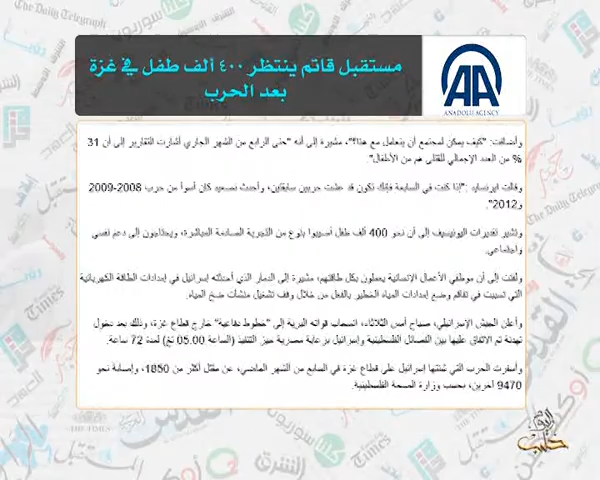 مستقبل قاتم ينتظر ٤٠٠ ألف طفل في غزة
بعد الحرب
AA
ANADOLU AGENCY
وأضافت: "كيف يمكن لمجتمع أن يتعامل مع هذا؟"، مشيرة إلى أنه "حتى الرابع من الشهر الجاري أشارت التقارير إلى أن 31
% من العدد الإجمالي للقتلى هم من الأطفال".
وقالت ايرنسايد :"إذا كنت في السابعة فإنك تكون قد عشت حربين سابقتين، وأحدث تصعيد كان أسوأ من حرب 2008-2009
و2012".
وتشير تقديرات اليونيسيف إلى أن نحو 400 ألف طفل أصيبوا بنوع من التجربة الصادمة المباشرة، ويحتاجون إلى دعم نفسي
واجتماعي.
ولفتت إلى أن موظفي الأعمال الإنسانية يعملون بكل طاقتهم، مشيرة إلى الدمار الذي أحدثته إسرائيل في إمدادات الطاقة الكهربائية
التي تسببت في تفاقم وضع إمدادات المياه الخطير بالفعل من خلال وقف تشغيل منشآت ضخ المياه.
وأعلن الجيش الإسرائيلي، صباح أمس الثلاثاء، انسحاب قواته البرية إلى "خطوط دفاعية" خارج قطاع غزة، وذلك بعد دخول
تهدئة تم الاتفاق عليها بين الفصائل الفلسطينية وإسرائيل برعاية مصرية حيز التنفيذ (الساعة 05.00 تغ) لمدة 72 ساعة.
وأسفرت الحرب التي شنتها إسرائيل على قطاع غزة في السابع من الشهر الماضي، عن مقتل أكثر من 1850، وإصابة نحو
9470 آخرين، بحسب وزارة الصحة الفلسطينية.
حلب اليوم